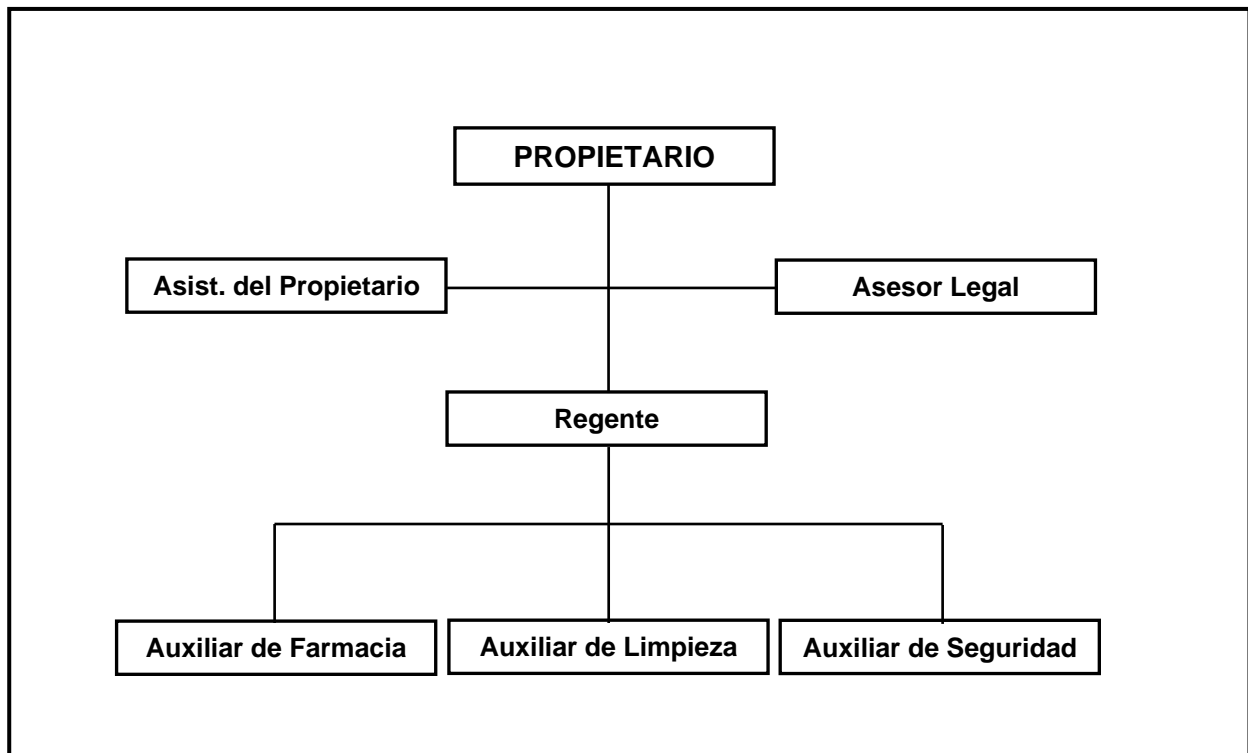 PROPIETARIO
Asist. del Propietario
Asesor Legal
Regente
Auxiliar de Farmacia
Auxiliar de Limpieza
Auxiliar de Seguridad